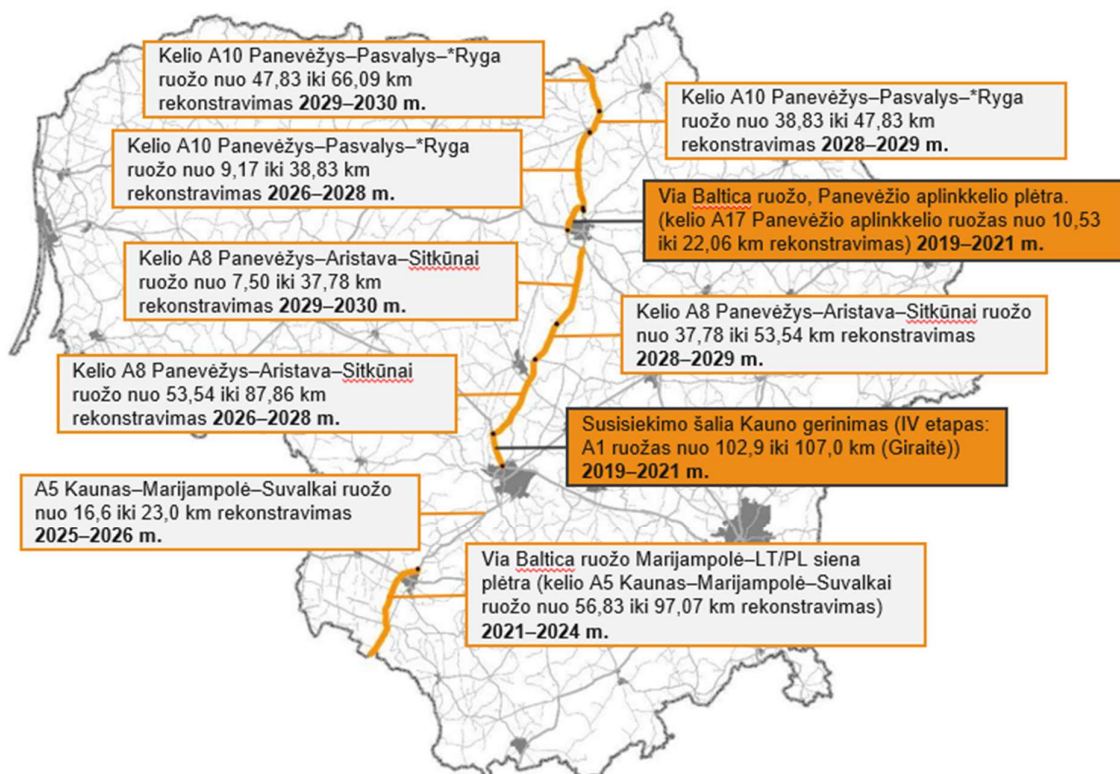 Kelio A10 Panevėžys–Pasvalys–*Ryga
ruožo nuo 47,83 iki 66,09 km
rekonstravimas 2029–2030 m.
Kelio A10 Panevėžys–Pasvalys–*Ryga
ruožo nuo 38,83 iki 47,83 km
rekonstravimas 2028–2029 m.
Kelio A10 Panevėžys–Pasvalys–*Ryga
ruožo nuo 9,17 iki 38,83 km
rekonstravimas 2026–2028 m.
Via Baltica ruožo, Panevėžio aplinkkelio plėtra.
(kelio A17 Panevėžio aplinkkelio ruožas nuo 10,53
iki 22,06 km rekonstravimas) 2019–2021 m.
Kelio A8 Panevėžys–Aristava–Sitkūnai
ruožo nuo 7,50 iki 37,78 km
rekonstravimas 2029–2030 m.
Kelio A8 Panevėžys–Aristava–Sitkūnai ruožo
nuo 37,78 iki 53,54 km rekonstravimas
2028–2029 m.
Kelio A8 Panevėžys–Aristava–Sitkūnai
ruožo nuo 53,54 iki 87,86 km
rekonstravimas 2026–2028 m.
Susisiekimo šalia Kauno gerinimas (IV etapas:
A1 ruožas nuo 102,9 iki 107,0 km (Giraitė))
2019–2021 m.
A5 Kaunas–Marijampolė–Suvalkai ruožo
nuo 16,6 iki 23,0 km rekonstravimas
2025–2026 m.
Via Baltica ruožo Marijampolė–LT/PL siena
plėtra (kelio A5 Kaunas–Marijampolė–Suvalkai
ruožo nuo 56,83 iki 97,07 km rekonstravimas)
2021–2024 m.